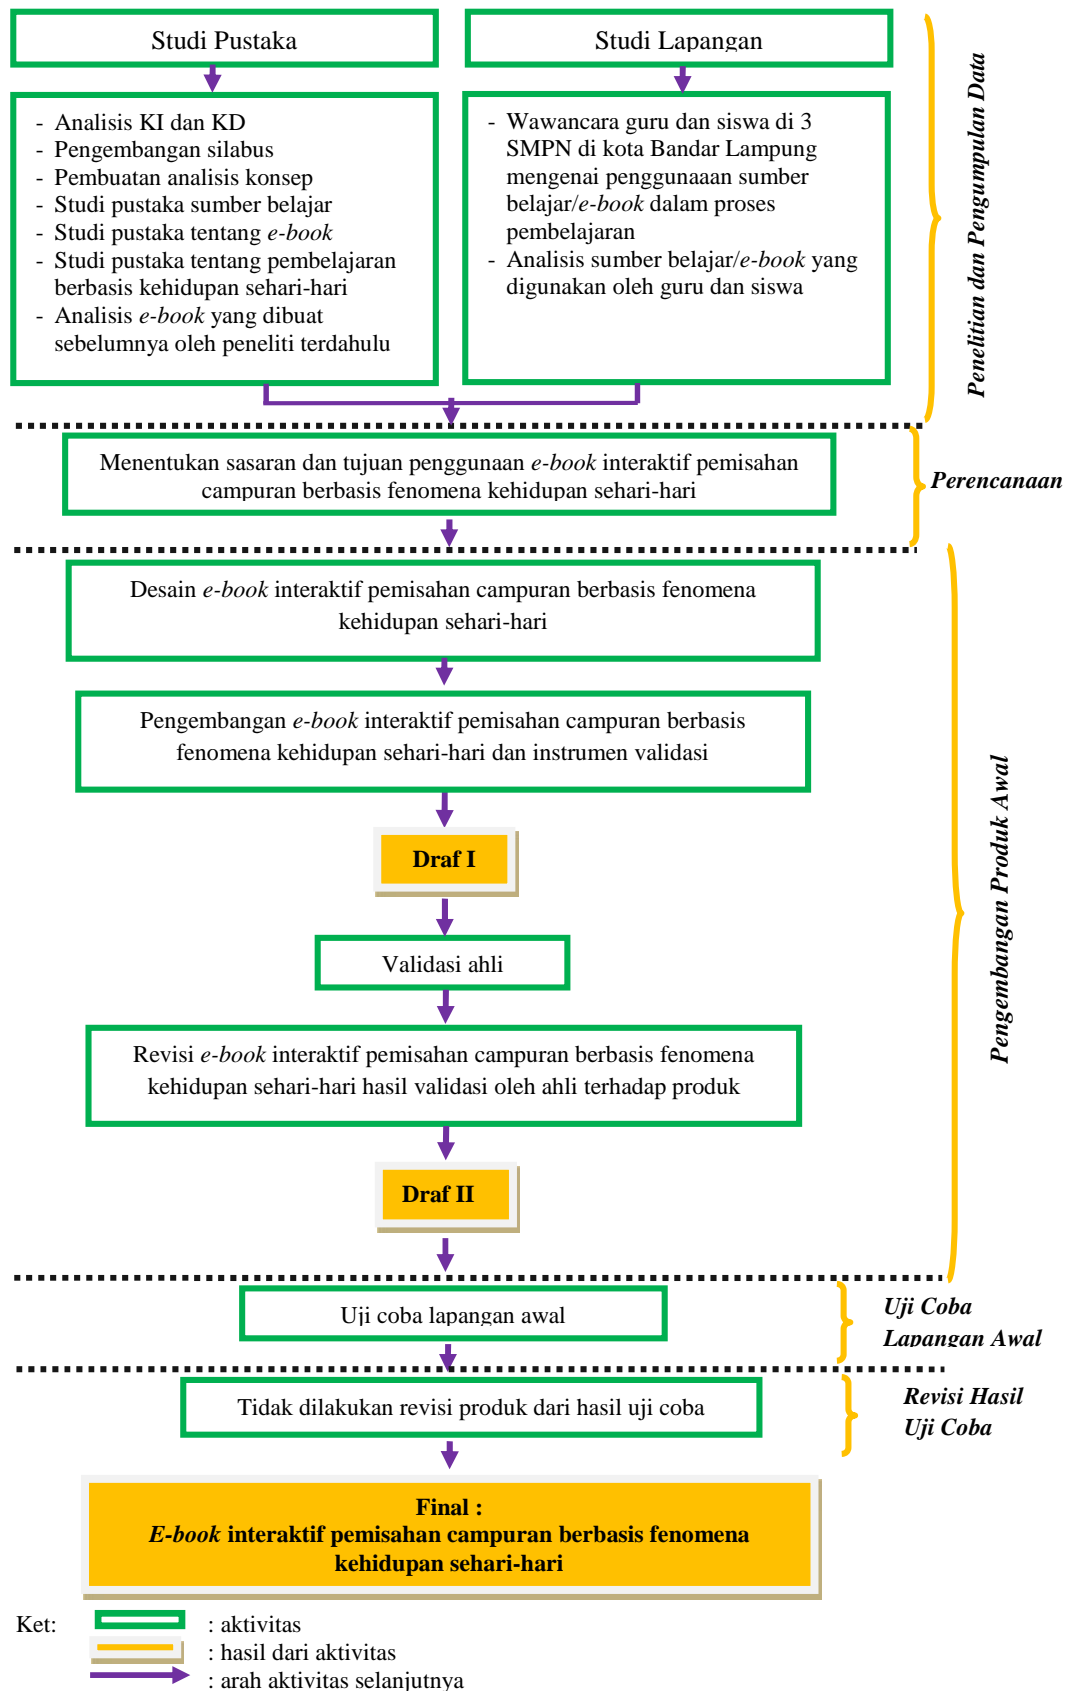 Studi Pustaka
Studi Lapangan
- Analisis KI dan KD
- Pengembangan silabus
- Pembuatan analisis konsep
- Studi pustaka sumber belajar
- Studi pustaka tentang e-book
- Studi pustaka tentang pembelajaran
berbasis kehidupan sehari-hari
- Analisis e-book yang dibuat
sebelumnya oleh peneliti terdahulu
- Wawancara guru dan siswa di 3
SMPN di kota Bandar Lampung
mengenai penggunaaan sumber
belajar/e-book dalam proses
pembelajaran
- Analisis sumber belajar/e-book yang
digunakan oleh guru dan siswa
Penelitian dan Pengumpulan Data
Menentukan sasaran dan tujuan penggunaan e-book interaktif pemisahan
campuran berbasis fenomena kehidupan sehari-hari
Perencanaan
Desain e-book interaktif pemisahan campuran berbasis fenomena
kehidupan sehari-hari
Pengembangan e-book interaktif pemisahan campuran berbasis
fenomena kehidupan sehari-hari dan instrumen validasi
Draf I
Validasi ahli
Revisi e-book interaktif pemisahan campuran berbasis fenomena
kehidupan sehari-hari hasil validasi oleh ahli terhadap produk
Draf II
Pengembangan Produk Awal
Uji coba lapangan awal
Uji Coba
Lapangan Awal
Tidak dilakukan revisi produk dari hasil uji coba
Revisi Hasil
Uji Coba
Final :
E-book interaktif pemisahan campuran berbasis fenomena
kehidupan sehari-hari
Ket:
: aktivitas
: hasil dari aktivitas
: arah aktivitas selanjutnya